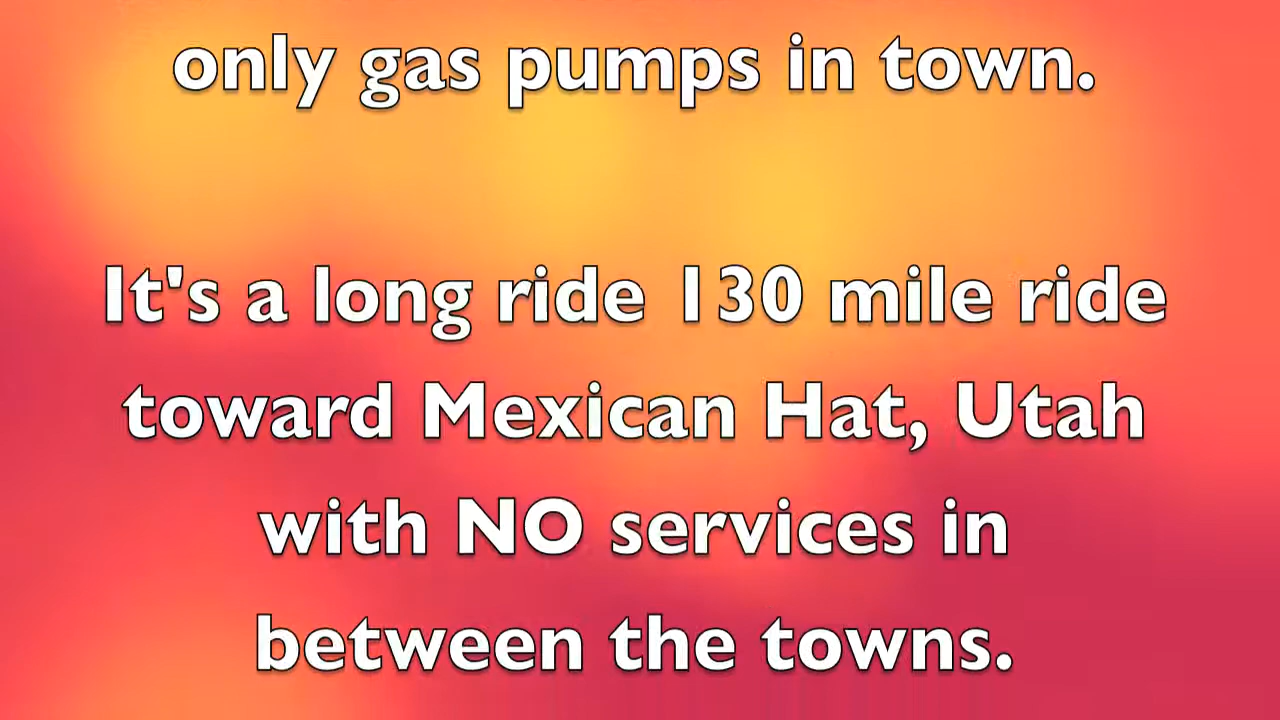 only gas pumps in town.
It's a long ride 130 mile ride
toward Mexican Hat, Utah
with NO services in
between the towns.